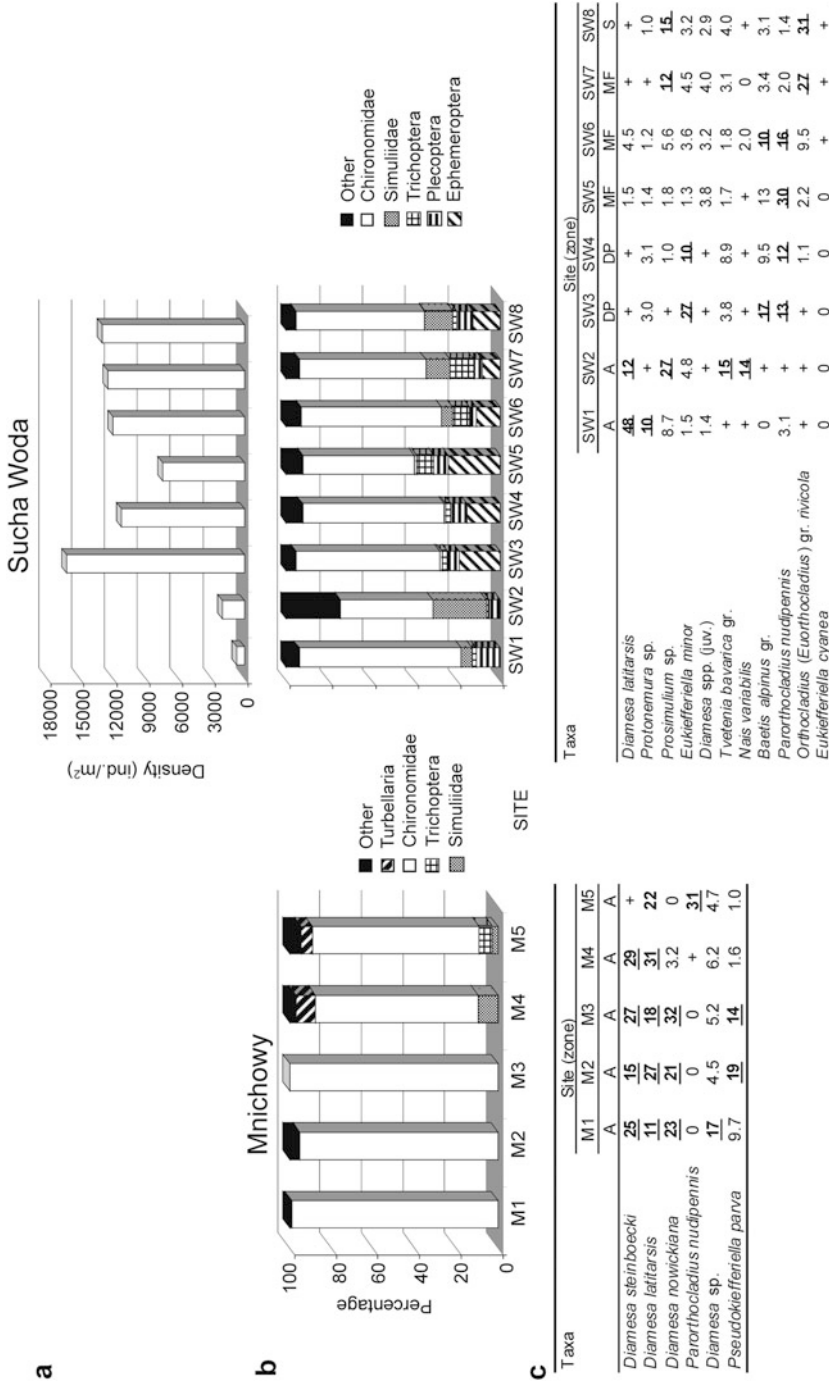 a
Sucha Woda
Density (ind./m²)
18000
15000
12000
9000
6000
3000
0
b
Mnichowy
Percentage
100
80
60
40
20
0
M1 M2 M3 M4 M5
SITE
Other
Turbellaria
Chironomidae
Trichoptera
Simuliidae
SW1 SW2 SW3 SW4 SW5 SW6 SW7 SW8
Other
Chironomidae
Simuliidae
Trichoptera
Plecoptera
Ephemeroptera
c
Taxa Site (zone)
M1 M2 M3 M4 M5
A A A A A
Diamesa steinboecki 25 15 27 29 +
Diamesa latitarsis 11 27 18 31 22
Diamesa nowickiana 23 21 32 3.2 0
Parorthocladius nudipennis 0 0 0 + 31
Diamesa sp. 17 4.5 5.2 6.2 4.7
Pseudokiefferiella parva 9.7 19 14 1.6 1.0
Taxa Site (zone)
SW1 SW2 SW3 SW4 SW5 SW6 SW7 SW8
A A DP DP MF MF MF S
Diamesa latitarsis 48 12 + + 1.5 4.5 + +
Protonemura sp. 10 + 3.0 3.1 1.4 1.2 + 1.0
Prosimulium sp. 8.7 27 + 1.0 1.8 5.6 12 15
Eukiefferiella minor 1.5 4.8 27 10 1.3 3.6 4.5 3.2
Diamesa spp. (juv.) 1.4 + + + 3.8 3.2 4.0 2.9
Tvetenia bavarica gr. + 15 3.8 8.9 1.7 1.8 3.1 4.0
Nais variabilis + 14 + + + 2.0 0 +
Baetis alpinus gr. 0 + 17 9.5 13 10 3.4 3.1
Parorthocladius nudipennis 3.1 + 13 12 30 16 2.0 1.4
Orthocladius (Euorthocladius) gr. rivicola + + + 1.1 2.2 9.5 27 31
Eukiefferiella cyanea 0 0 0 0 0 + + +